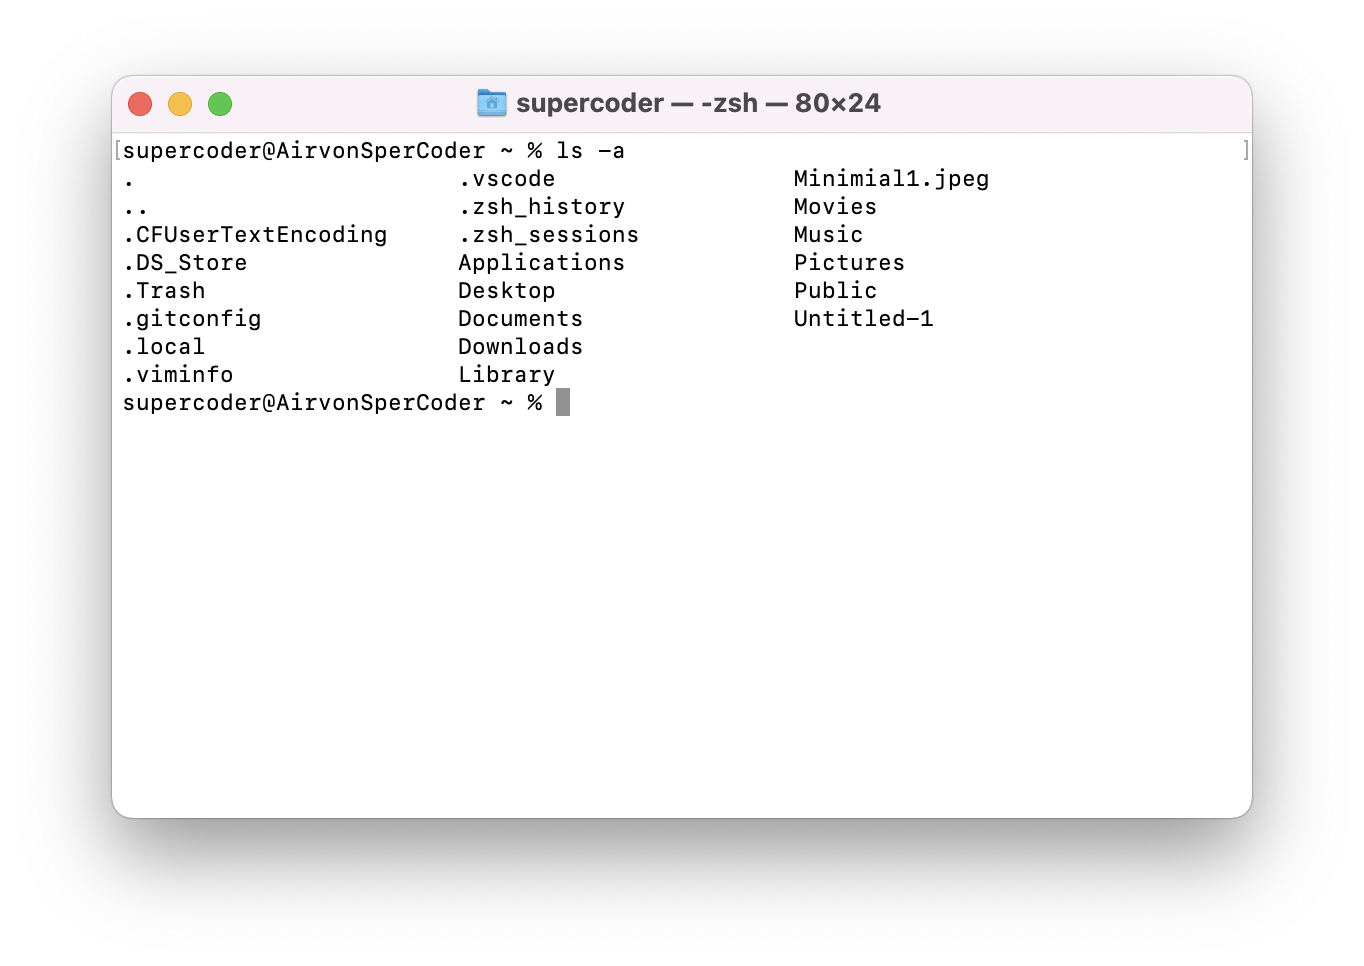 supercoder — -zsh — 80×24
[supercoder@AirvonSperCoder ~ % ls -a ]
. .vscode Minimial1.jpeg
.. .zsh_history Movies
.CFUserTextEncoding .zsh_sessions Music
.DS_Store Applications Pictures
.Trash Desktop Public
.gitconfig Documents Untitled-1
.local Downloads
.viminfo Library
supercoder@AirvonSperCoder ~ %